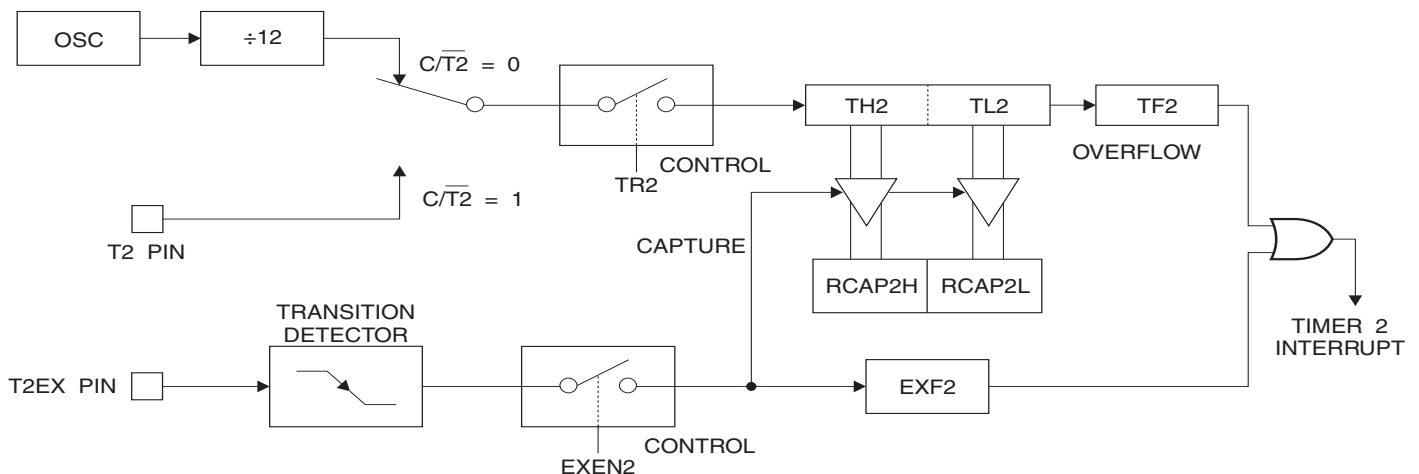 OSC
÷12
C/T2̅ = 0
TH2
TL2
TF2
OVERFLOW
CONTROL
TR2
C/T2̅ = 1
T2 PIN
CAPTURE
RCAP2H
RCAP2L
TRANSITION
DETECTOR
TIMER 2
INTERRUPT
T2EX PIN
EXF2
CONTROL
EXEN2